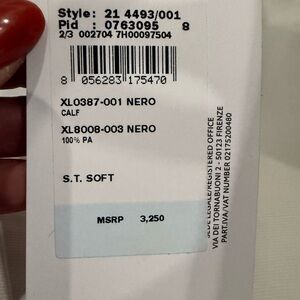 Style: 21 4493/001
Pid : 0763095 8
2/3 002704 7H00097504
8 056283 175470
XL0387-001 NERO
CALF
XL8008-003 NERO
100% PA
S.T. SOFT
MSRP 3,250
SEDE LEGALE/REGISTERED OFFICE
VIA DEI TORNABUONI 2 - 50123 FIRENZE
PART.IVA/VAT NUMBER 02175200480